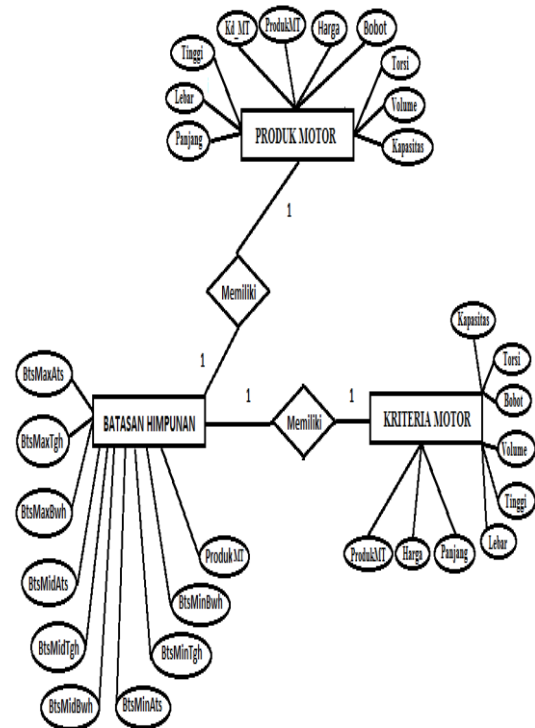 Kd_MT
ProdukMT
Harga
Bobot
Tinggi
Torsi
Lebar
Volume
Panjang
PRODUK MOTOR
Kapasitas
1
Memiliki
1
Kapasitas
BtsMaxAts
Torsi
1
1
Bobot
BATASAN HIMPUNAN
Memiliki
KRITERIA MOTOR
BtsMaxTgh
Volume
BtsMaxBwh
Tinggi
Lebar
ProdukMT
Harga
Panjang
ProdukMT
BtsMidAts
BtsMinBwh
BtsMidTgh
BtsMinTgh
BtsMidBwh
BtsMinAts